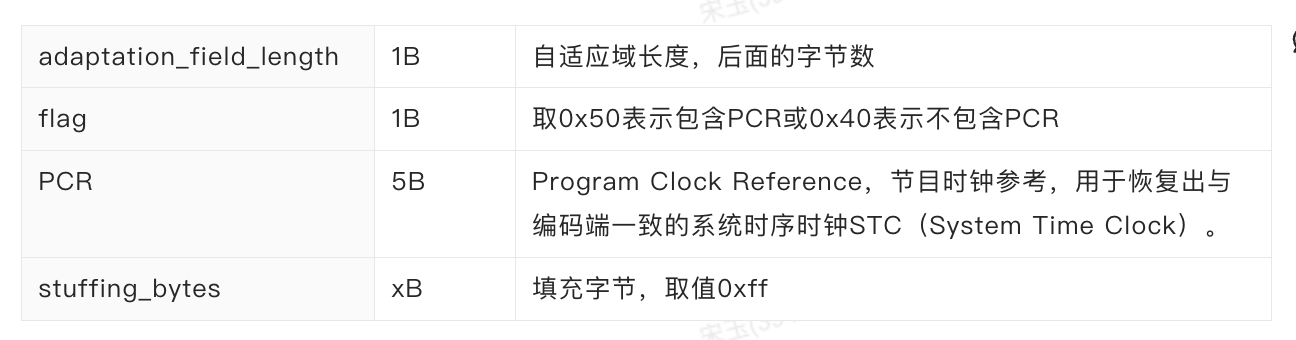 adaptation_field_length 1B 自适应域长度，后面的字节数
flag 1B 取0x50表示包含PCR或0x40表示不包含PCR
PCR 5B Program Clock Reference，节目时钟参考，用于恢复出与
编码端一致的系统时序时钟STC（System Time Clock）。
stuffing_bytes xB 填充字节，取值0xff